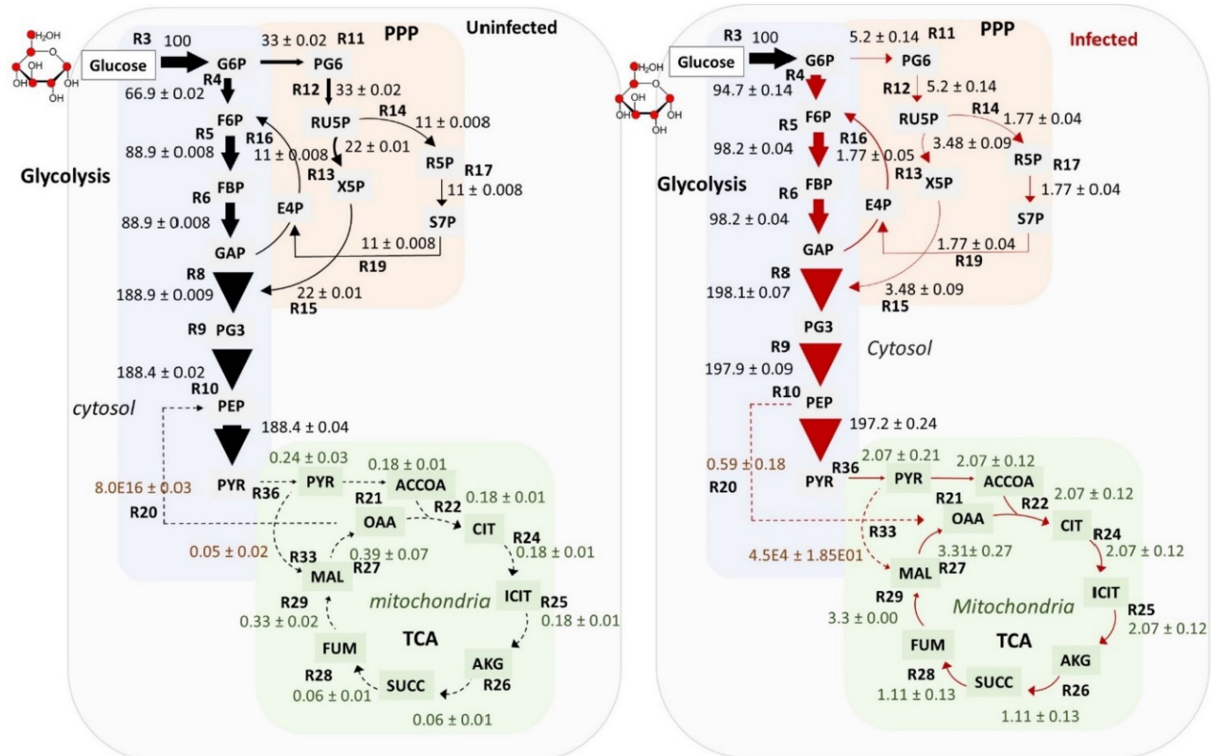 Uninfected
PPP
R3
100
33 ± 0.02
R11
H₂OH
O
OH
OH
OH
OH
Glucose
G6P
PG6
R4
66.9 ± 0.02
R12
33 ± 0.02
R14
F6P
RU5P
11 ± 0.008
R5
R16
22 ± 0.01
11 ± 0.008
R5P
R17
88.9 ± 0.008
R13
Glycolysis
FBP
X5P
11 ± 0.008
R6
E4P
S7P
88.9 ± 0.008
GAP
11 ± 0.008
R19
R8
188.9 ± 0.009
22 ± 0.01
R15
R9
PG3
188.4 ± 0.02
R10
cytosol
PEP
188.4 ± 0.04
0.24 ± 0.03
0.18 ± 0.01
8.0E16 ± 0.03
PYR
R36
PYR
ACCOA
0.18 ± 0.01
R20
R21
R22
OAA
CIT
R24
0.05 ± 0.02
R33
0.39 ± 0.07
0.18 ± 0.01
MAL
R27
R29
mitochondria
ICIT
R25
0.33 ± 0.02
0.18 ± 0.01
TCA
FUM
AKG
R28
SUCC
R26
0.06 ± 0.01
0.06 ± 0.01
Infected
PPP
R3
100
5.2 ± 0.14
R11
H₂OH
O
OH
OH
OH
OH
Glucose
G6P
PG6
R4
94.7 ± 0.14
R12
5.2 ± 0.14
R14
F6P
RU5P
1.77 ± 0.04
R5
R16
3.48 ± 0.09
1.77 ± 0.05
R5P
R17
98.2 ± 0.04
R13
Glycolysis
FBP
X5P
1.77 ± 0.04
R6
E4P
S7P
98.2 ± 0.04
GAP
1.77 ± 0.04
R19
R8
198.1± 0.07
3.48 ± 0.09
R15
PG3
R9
Cytosol
197.9 ± 0.09
R10
PEP
197.2 ± 0.24
0.59 ± 0.18
R36
2.07 ± 0.21
2.07 ± 0.12
PYR
PYR
ACCOA
2.07 ± 0.12
R20
R21
R22
OAA
CIT
R24
4.5E4 ± 1.85E01
R33
3.31± 0.27
2.07 ± 0.12
MAL
R27
R29
Mitochondria
ICIT
R25
3.3 ± 0.00
2.07 ± 0.12
TCA
FUM
AKG
R28
SUCC
R26
1.11 ± 0.13
1.11 ± 0.13